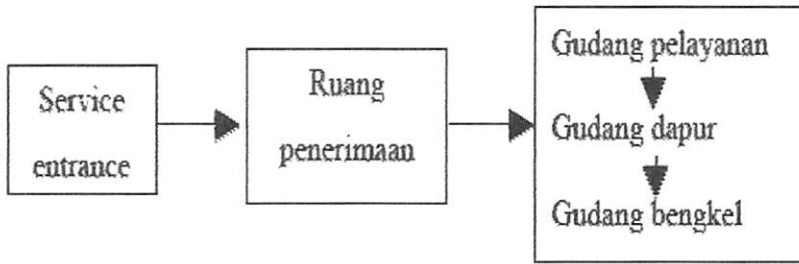 Service
entrance
Ruang
penerimaan
Gudang pelayanan
Gudang dapur
Gudang bengkel